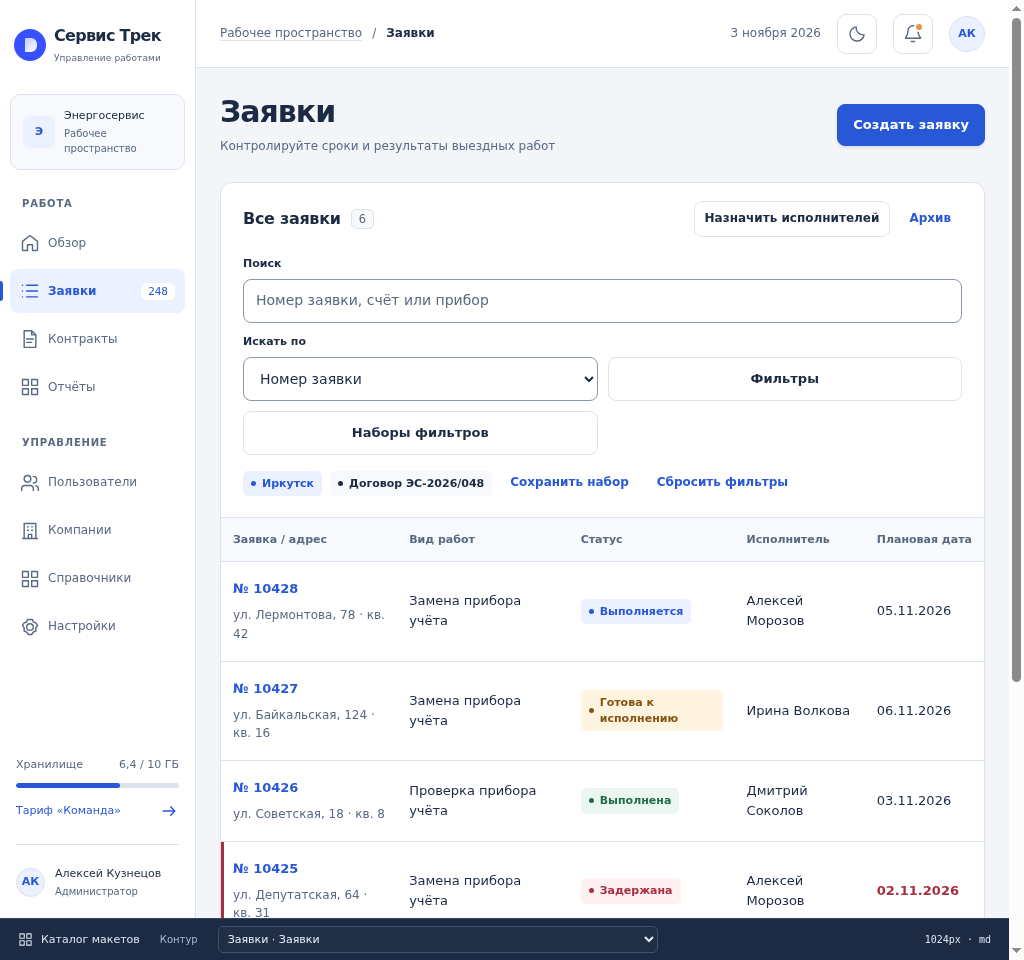 Сервис Трек
Управление работами
Э
Энергосервис
Рабочее
пространство
РАБОТА
Обзор
Заявки 248
Контракты
Отчёты
УПРАВЛЕНИЕ
Пользователи
Компании
Справочники
Настройки
Хранилище 6,4 / 10 ГБ
Тариф «Команда»
АК
Алексей Кузнецов
Администратор
Рабочее пространство / Заявки
3 ноября 2026
АК
Заявки
Контролируйте сроки и результаты выездных работ
Создать заявку
Все заявки 6
Назначить исполнителей
Архив
Поиск
Номер заявки, счёт или прибор
Искать по
Номер заявки
Фильтры
Наборы фильтров
Иркутск
Договор ЭС-2026/048
Сохранить набор
Сбросить фильтры
Заявка / адрес Вид работ Статус Исполнитель Плановая дата
№ 10428
ул. Лермонтова, 78 · кв.
42
Замена прибора
учёта
Выполняется
Алексей
Морозов
05.11.2026
№ 10427
ул. Байкальская, 124 ·
кв. 16
Замена прибора
учёта
Готова к
исполнению
Ирина Волкова
06.11.2026
№ 10426
ул. Советская, 18 · кв. 8
Проверка прибора
учёта
Выполнена
Дмитрий
Соколов
03.11.2026
№ 10425
ул. Депутатская, 64 ·
кв. 31
Замена прибора
учёта
Задержана
Алексей
Морозов
02.11.2026
Каталог макетов
Контур
Заявки · Заявки
1024px · md